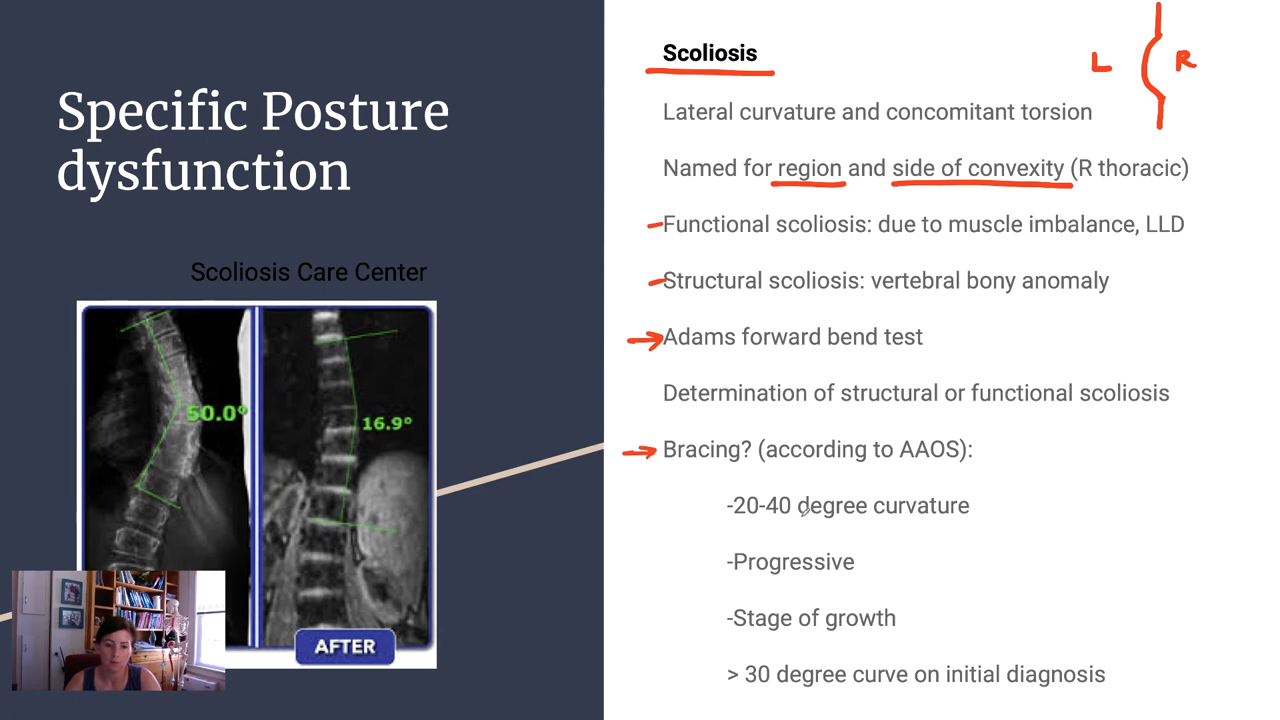 Specific Posture
dysfunction
Scoliosis Care Center
50.0°
16.9°
AFTER
Scoliosis
L R
Lateral curvature and concomitant torsion
Named for region and side of convexity (R thoracic)
Functional scoliosis: due to muscle imbalance, LLD
Structural scoliosis: vertebral bony anomaly
Adams forward bend test
Determination of structural or functional scoliosis
Bracing? (according to AAOS):
-20-40 degree curvature
-Progressive
-Stage of growth
> 30 degree curve on initial diagnosis